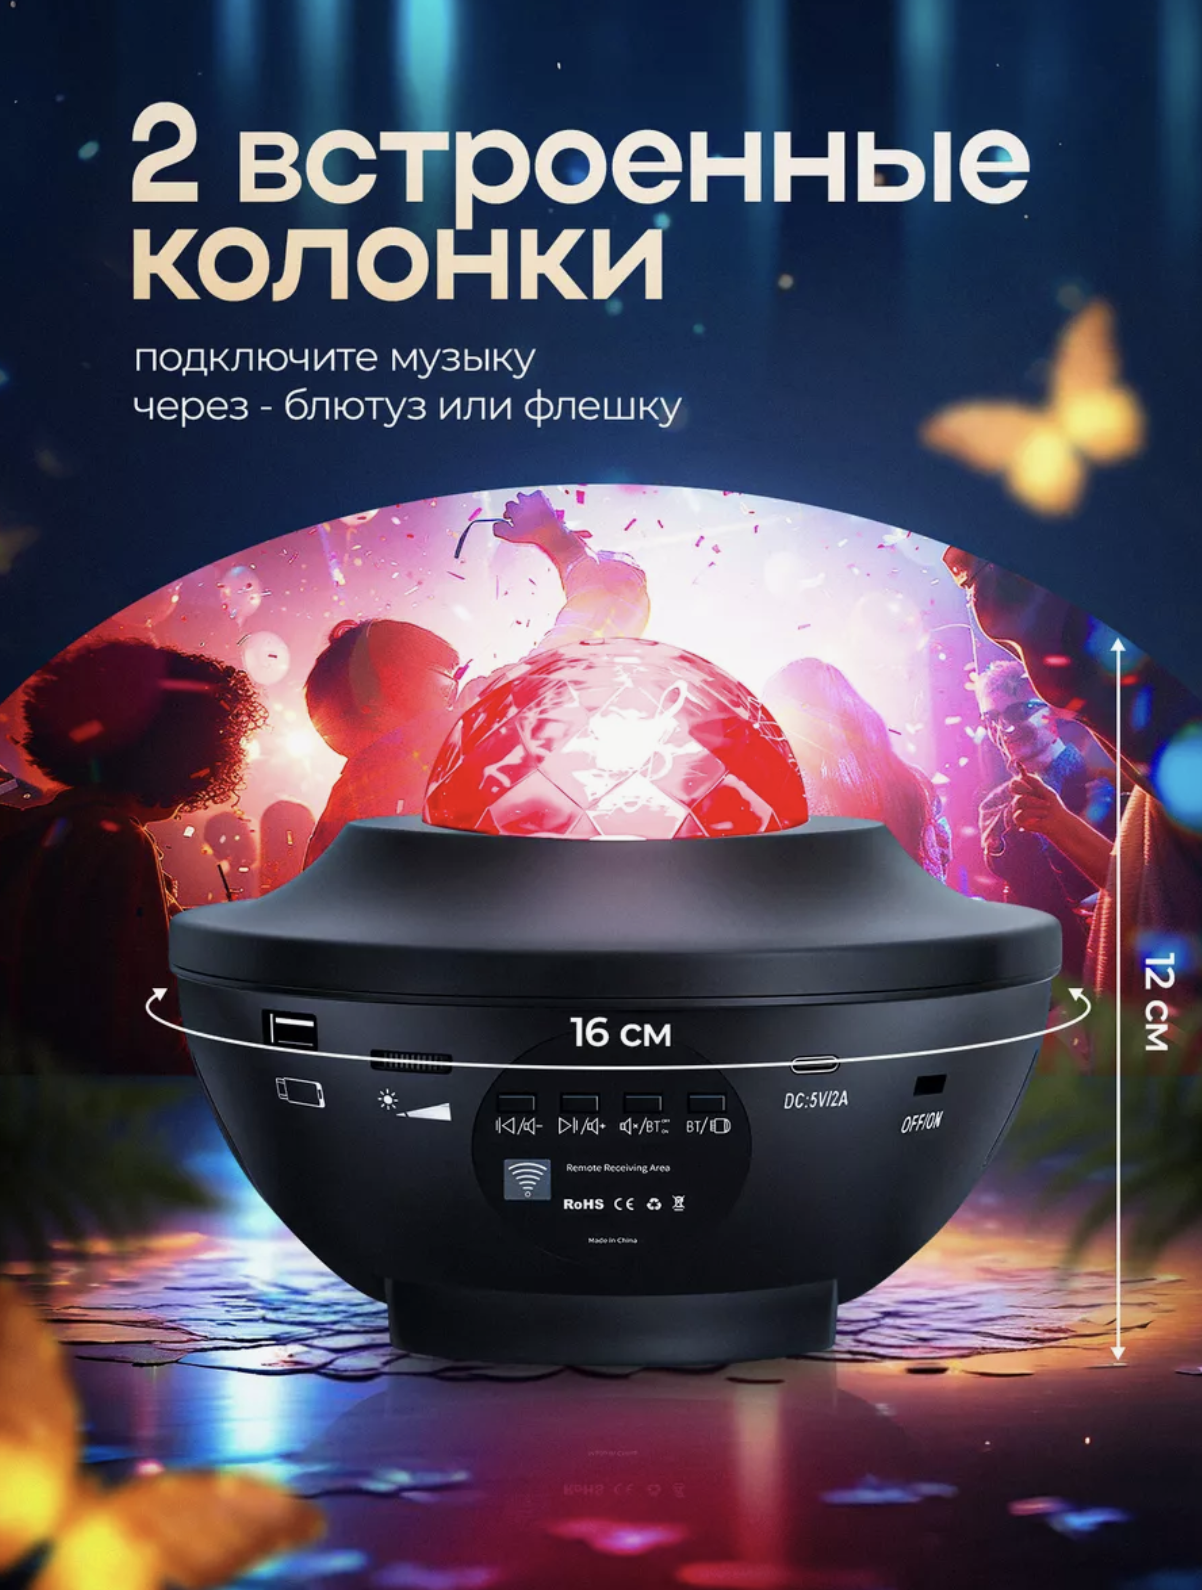 2 встроенные
колонки
подключите музыку
через - блютуз или флешку
12 см
16 см
DC:5V/2A
OFF/ON
BT
BT/
Remote Receiving Area
RoHS CE
Made in China